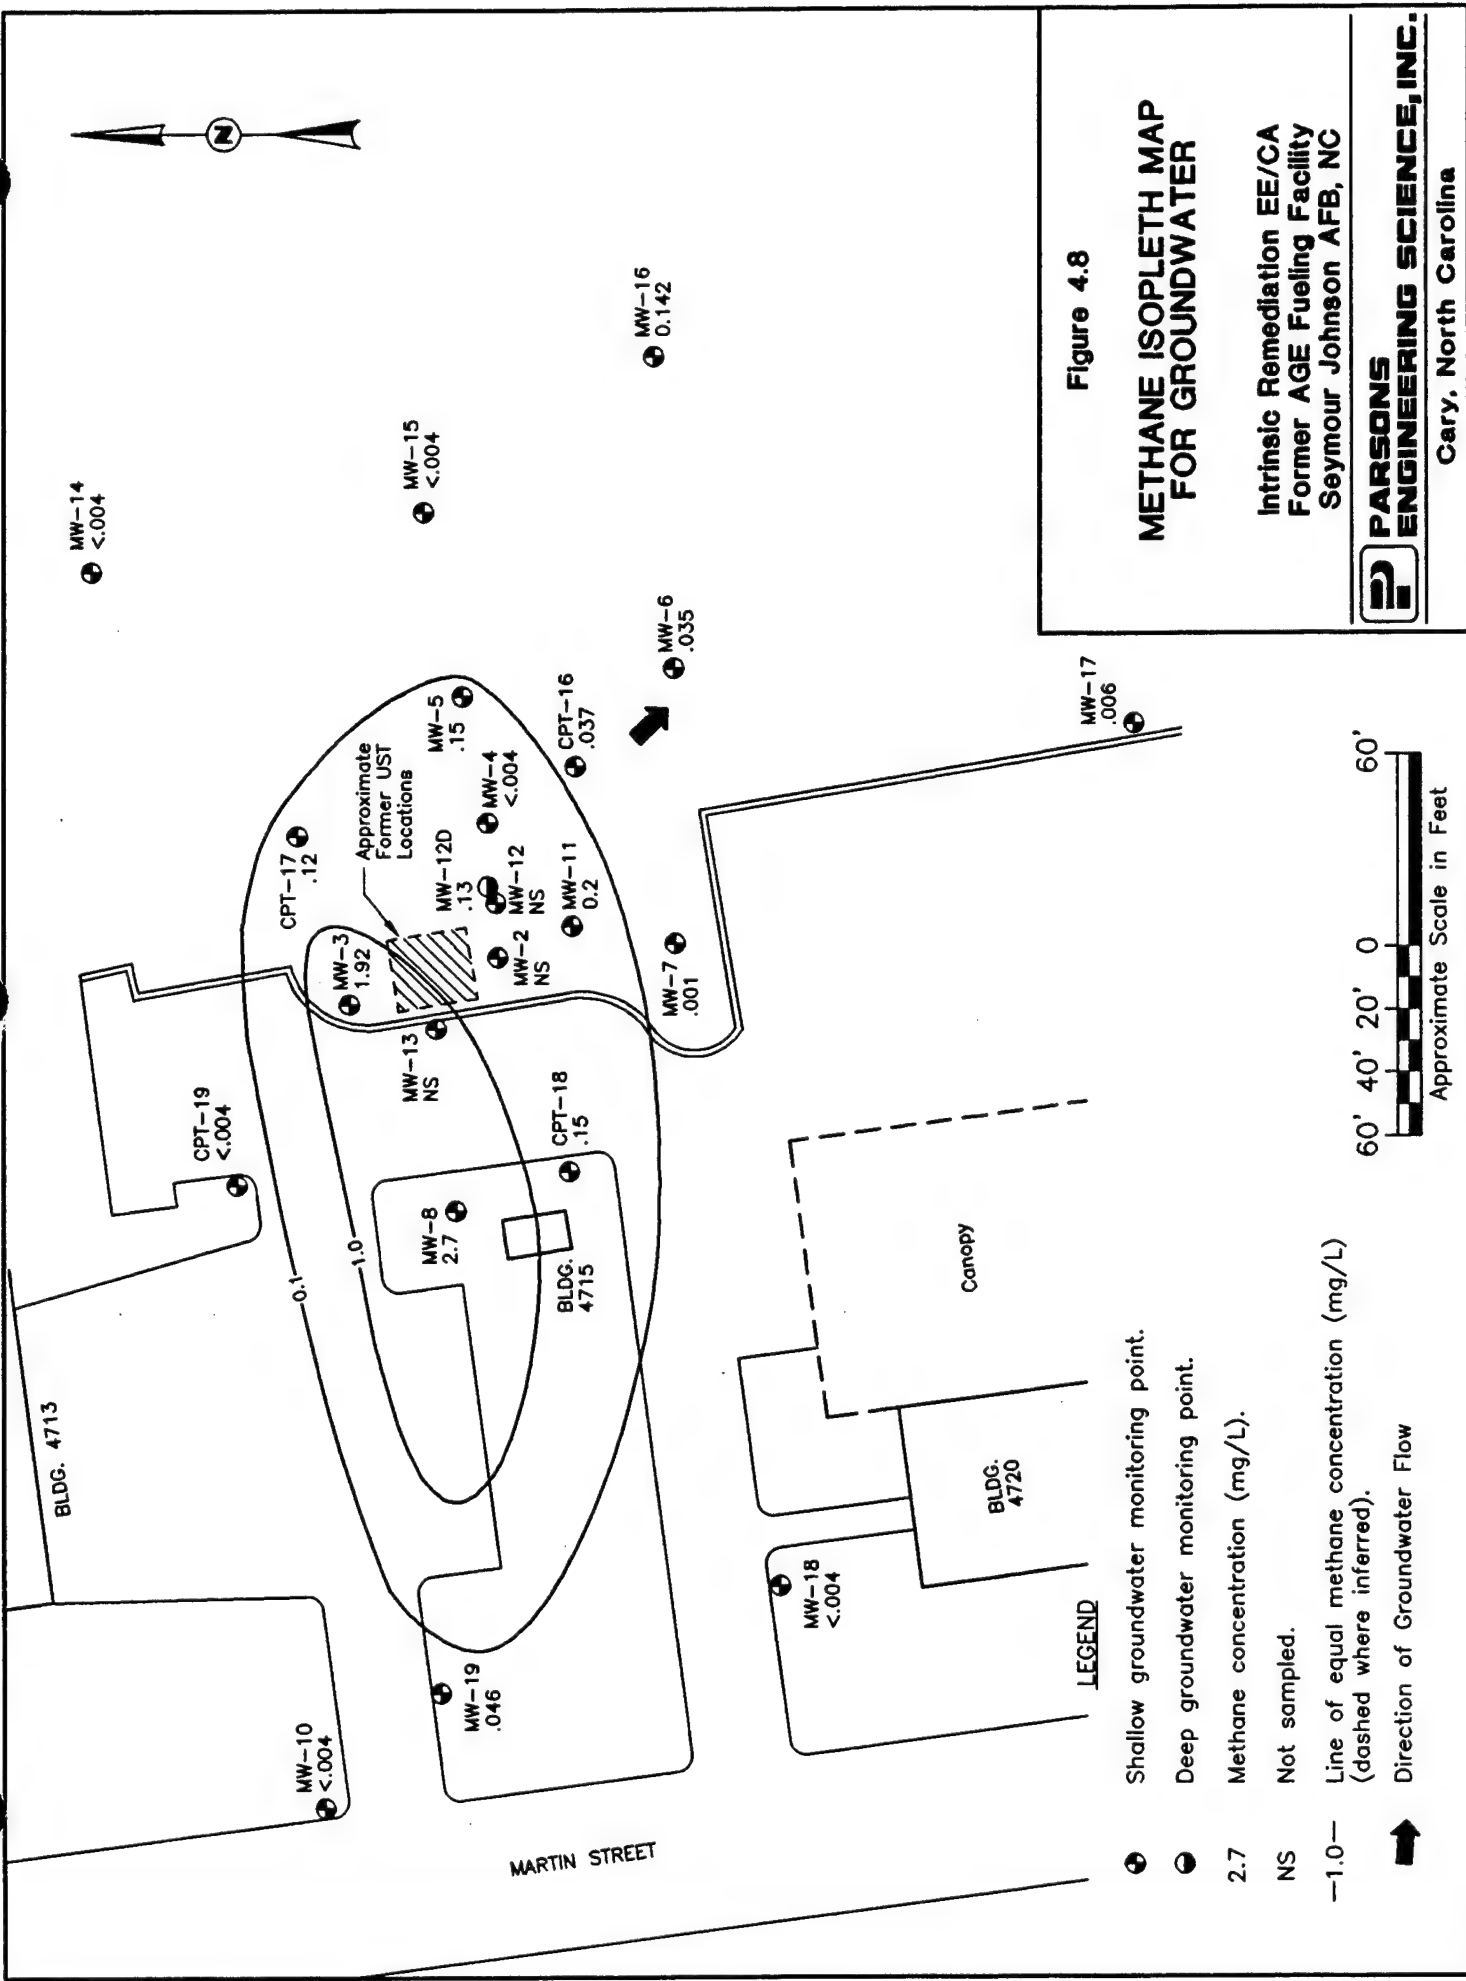 MW-14
<.004
MW-15
<.004
MW-16
0.142
N
BLDG. 4713
CPT-19
<.004
CPT-17
.12
Approximate
Former UST
Locations
MW-3
1.92
MW-12D
.13
MW-5
.15
MW-4
<.004
MW-12
NS
MW-2
NS
MW-11
0.2
CPT-16
.037
MW-6
.035
MW-7
.001
MW-13
NS
CPT-18
.15
MW-8
2.7
BLDG.
4715
0.1
1.0
MW-10
<.004
MW-19
.046
MARTIN STREET
MW-18
<.004
BLDG.
4720
Canopy
MW-17
.006
LEGEND
Shallow groundwater monitoring point.
Deep groundwater monitoring point.
2.7 Methane concentration (mg/L).
NS Not sampled.
—1.0— Line of equal methane concentration (mg/L)
(dashed where inferred).
Direction of Groundwater Flow
60' 40' 20' 0 60'
Approximate Scale in Feet
Figure 4.8
METHANE ISOPLETH MAP
FOR GROUNDWATER
Intrinsic Remediation EE/CA
Former AGE Fueling Facility
Seymour Johnson AFB, NC
PARSONS
ENGINEERING SCIENCE, INC.
Cary, North Carolina